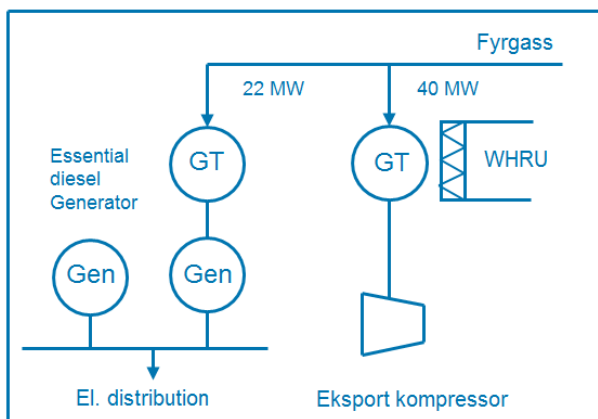 Fyrgass
22 MW
40 MW
Essential
diesel
Generator
GT
GT
WHRU
Gen
Gen
El. distribution
Eksport kompressor